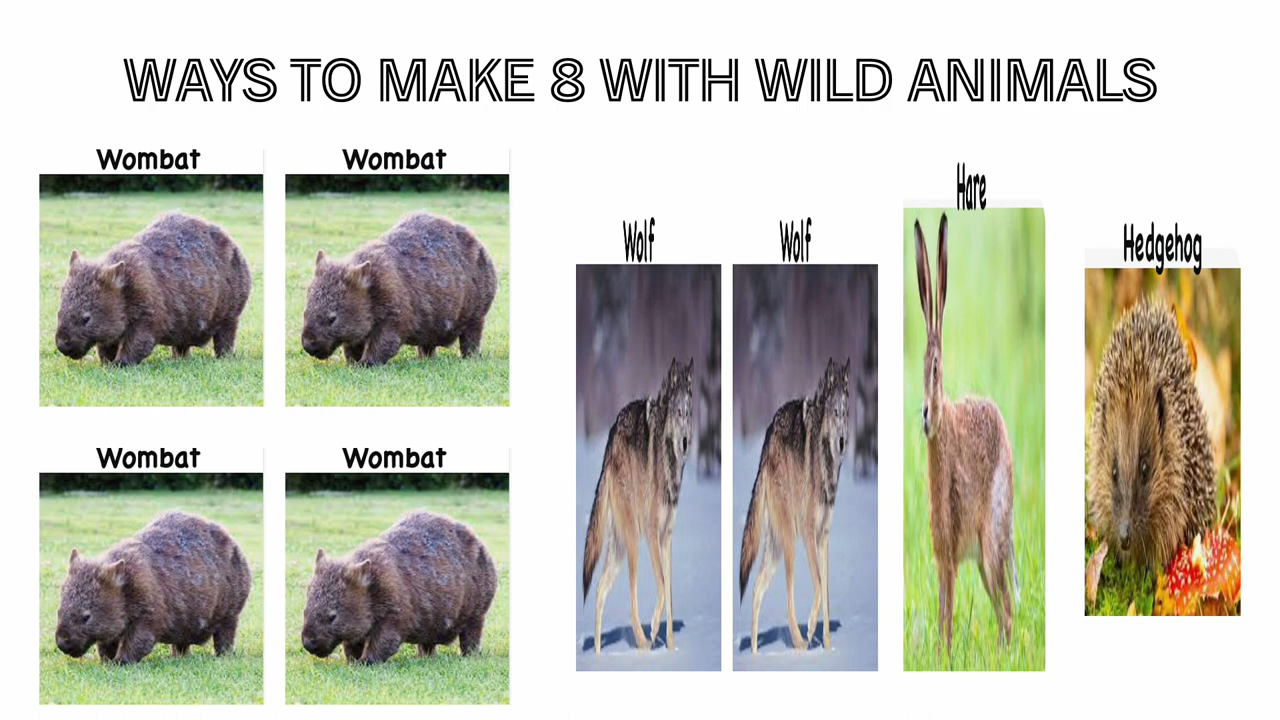 WAYS TO MAKE 8 WITH WILD ANIMALS
Wombat
Wombat
Wolf
Wolf
Hare
Hedgehog
Wombat
Wombat